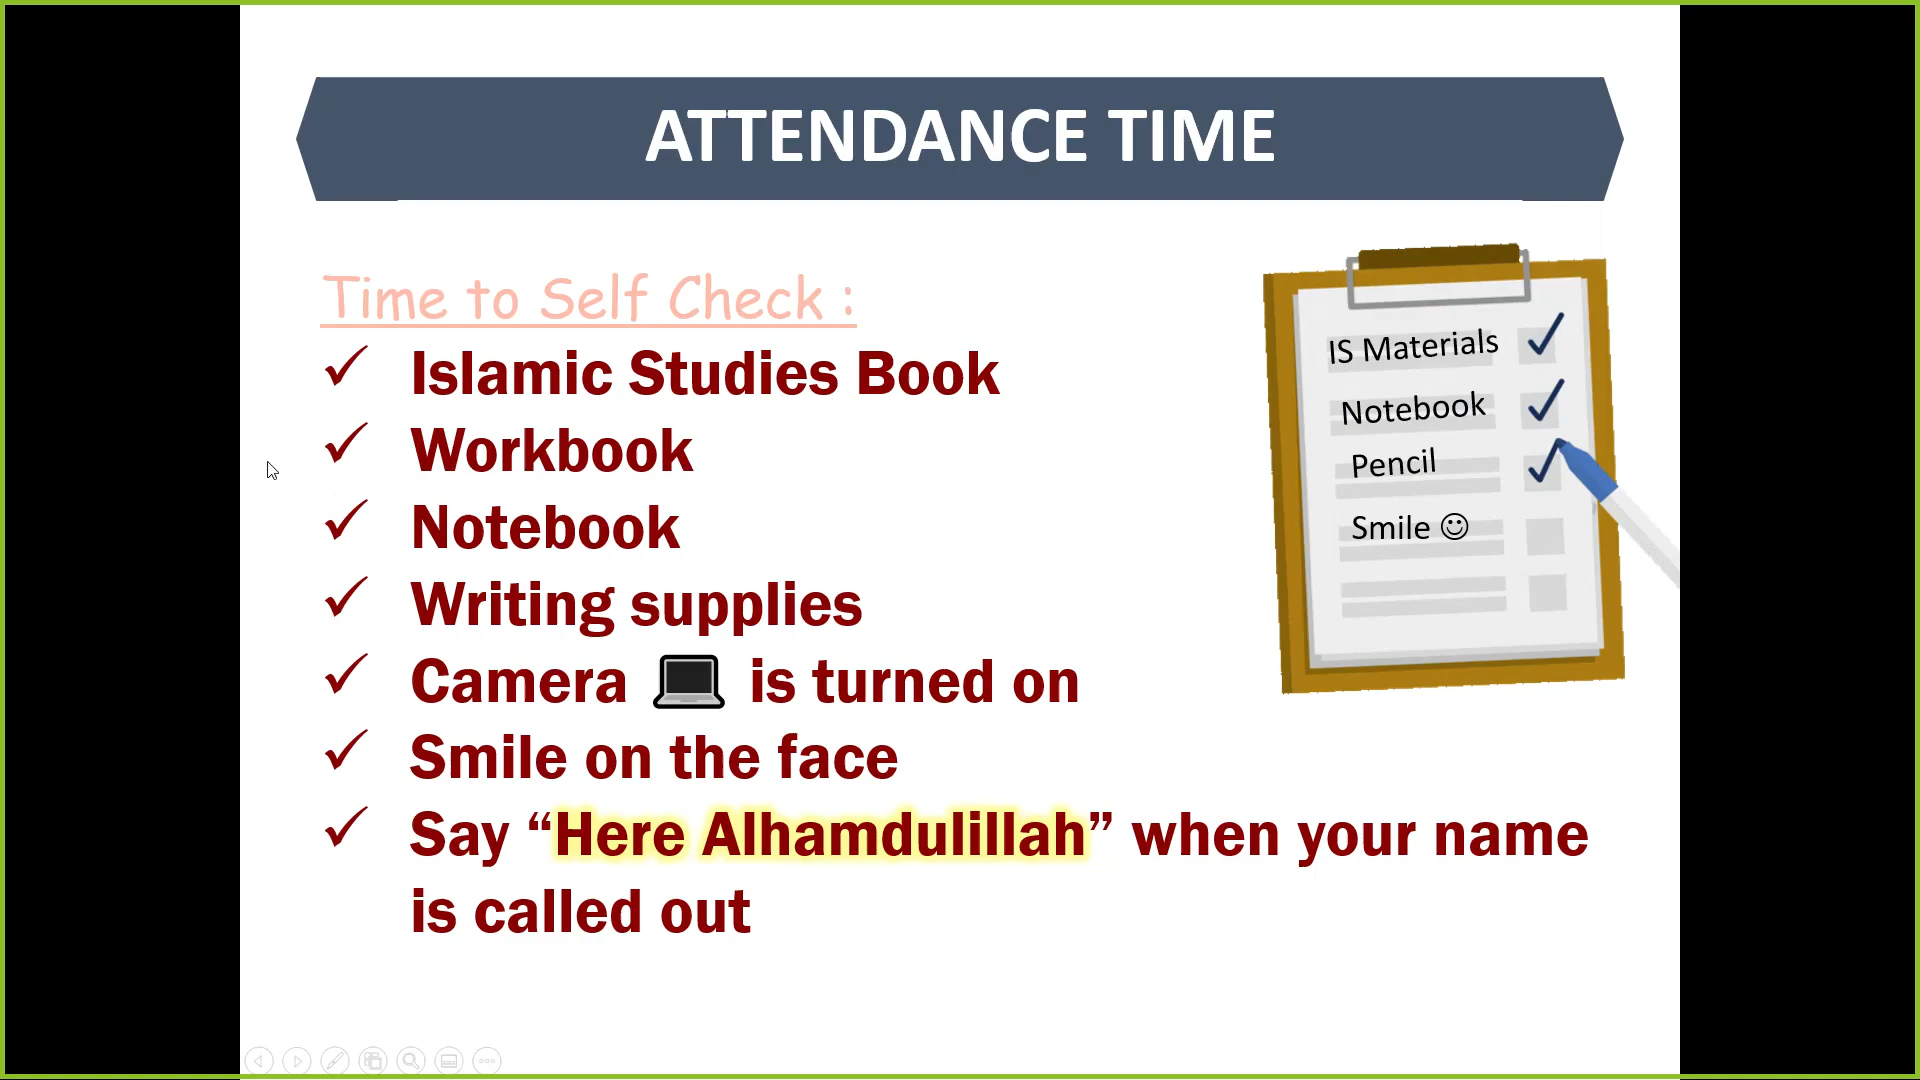 ATTENDANCE TIME
Time to Self Check :
✓ Islamic Studies Book
✓ Workbook
✓ Notebook
✓ Writing supplies
✓ Camera 💻 is turned on
✓ Smile on the face
✓ Say “Here Alhamdulillah” when your name
is called out
IS Materials
Notebook
Pencil
Smile ☺